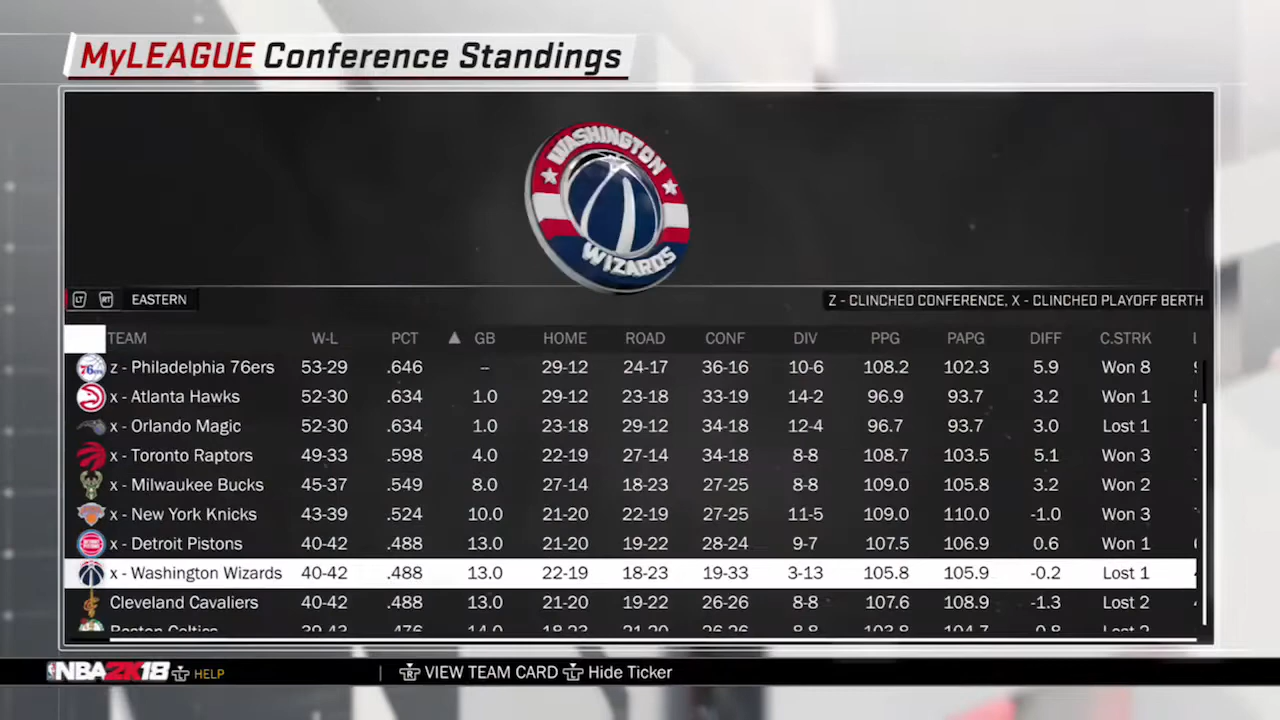 MyLEAGUE Conference Standings
WASHINGTON
WIZARDS
LT RT EASTERN Z - CLINCHED CONFERENCE, X - CLINCHED PLAYOFF BERTH
TEAM W-L PCT GB HOME ROAD CONF DIV PPG PAPG DIFF C.STRK
76ers z - Philadelphia 76ers 53-29 .646 -- 29-12 24-17 36-16 10-6 108.2 102.3 5.9 Won 8
x - Atlanta Hawks 52-30 .634 1.0 29-12 23-18 33-19 14-2 96.9 93.7 3.2 Won 1
x - Orlando Magic 52-30 .634 1.0 23-18 29-12 34-18 12-4 96.7 93.7 3.0 Lost 1
x - Toronto Raptors 49-33 .598 4.0 22-19 27-14 34-18 8-8 108.7 103.5 5.1 Won 3
x - Milwaukee Bucks 45-37 .549 8.0 27-14 18-23 27-25 8-8 109.0 105.8 3.2 Won 2
x - New York Knicks 43-39 .524 10.0 21-20 22-19 27-25 11-5 109.0 110.0 -1.0 Won 3
x - Detroit Pistons 40-42 .488 13.0 21-20 19-22 28-24 9-7 107.5 106.9 0.6 Won 1
x - Washington Wizards 40-42 .488 13.0 22-19 18-23 19-33 3-13 105.8 105.9 -0.2 Lost 1
Cleveland Cavaliers 40-42 .488 13.0 21-20 19-22 26-26 8-8 107.6 108.9 -1.3 Lost 2
Boston Celtics
NBA 2K18 HELP | R VIEW TEAM CARD L Hide Ticker